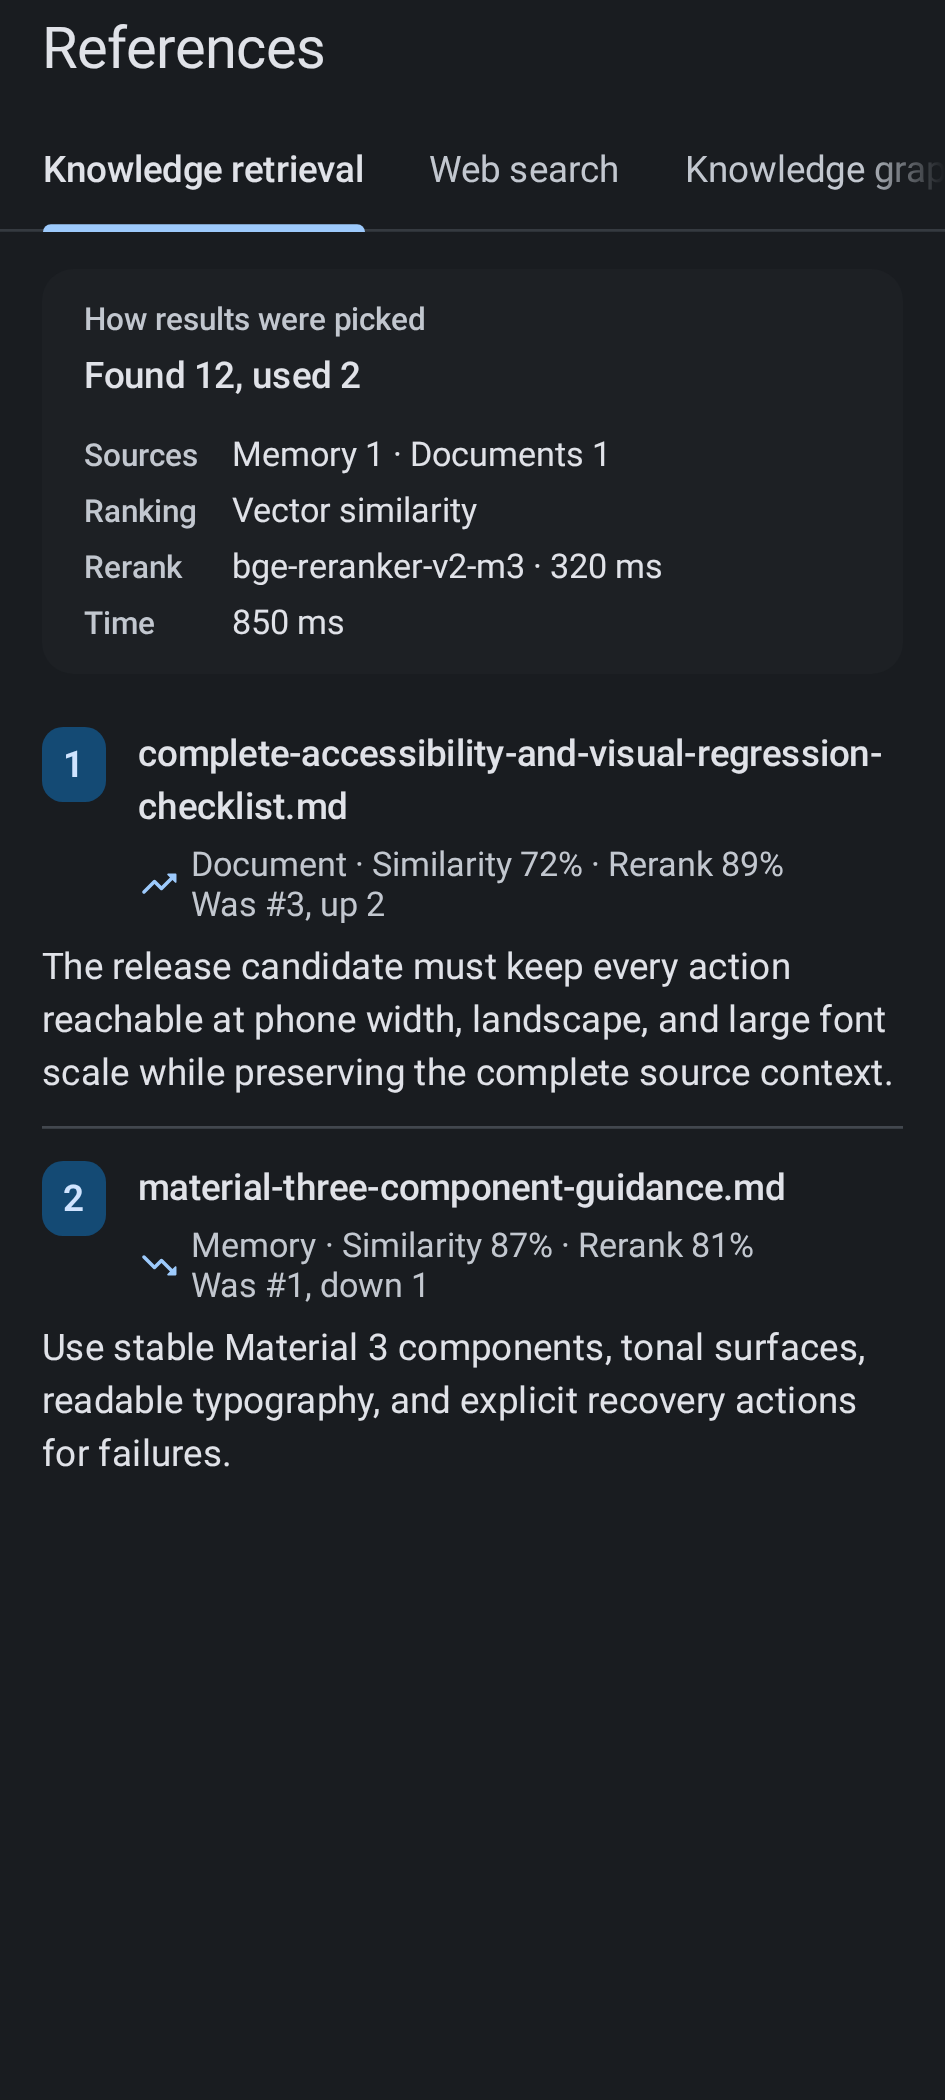 References
Knowledge retrieval Web search Knowledge grap
How results were picked
Found 12, used 2
Sources Memory 1 · Documents 1
Ranking Vector similarity
Rerank bge-reranker-v2-m3 · 320 ms
Time 850 ms
1 complete-accessibility-and-visual-regression-
checklist.md
Document · Similarity 72% · Rerank 89%
Was #3, up 2
The release candidate must keep every action
reachable at phone width, landscape, and large font
scale while preserving the complete source context.
2 material-three-component-guidance.md
Memory · Similarity 87% · Rerank 81%
Was #1, down 1
Use stable Material 3 components, tonal surfaces,
readable typography, and explicit recovery actions
for failures.